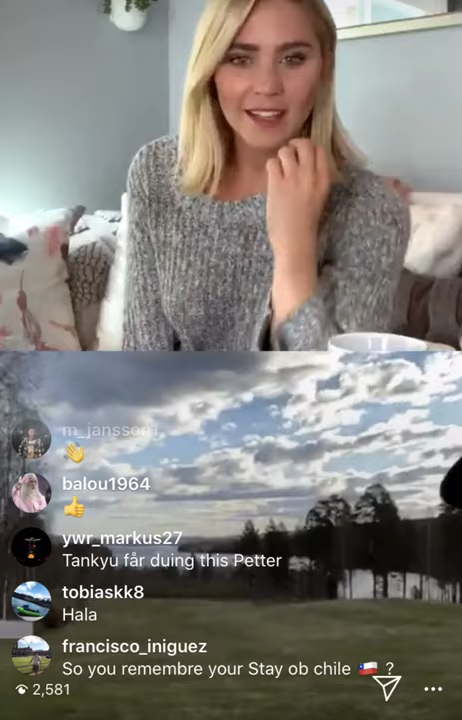 m_jansson1
👋
balou1964
👍
ywr_markus27
Tankyu får duing this Petter
tobiaskk8
Hala
francisco_iniguez
So you remembre your Stay ob chile 🇨🇱 ?
2,581